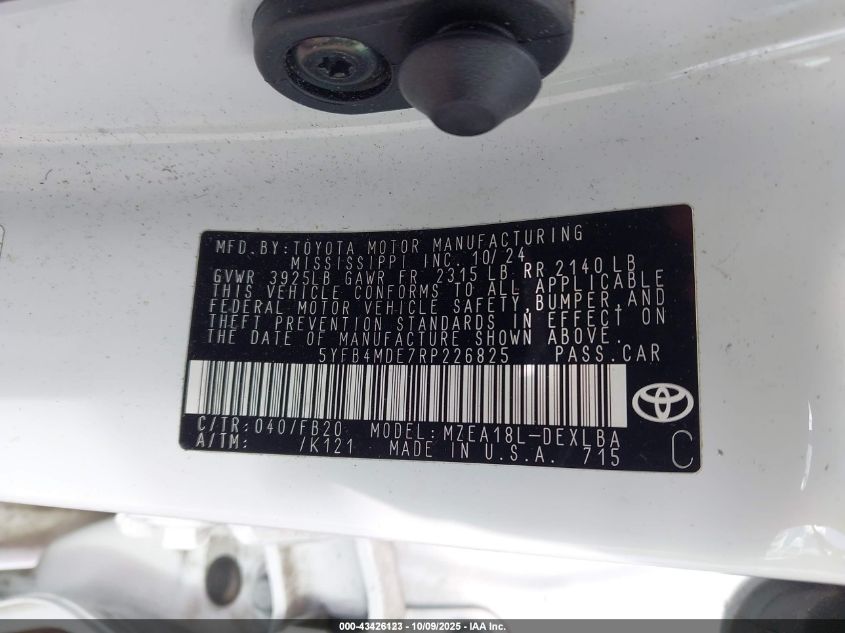 MFD. BY: TOYOTA MOTOR MANUFACTURING
MISSISSIPPI INC. 10/24
GVWR 3925LB GAWR FR. 2315 LB RR 2140 LB
THIS VEHICLE CONFORMS TO ALL APPLICABLE
FEDERAL MOTOR VEHICLE SAFETY, BUMPER, AND
THEFT PREVENTION STANDARDS IN EFFECT ON
THE DATE OF MANUFACTURE SHOWN ABOVE.
5YFB4MDE7RP226825 PASS. CAR
C/TR: 040/FB20 MODEL: MZEA18L-DEXLBA
A/TM: /K121 MADE IN U.S.A. 715 C
000-43426123 - 10/09/2025 - IAA Inc.